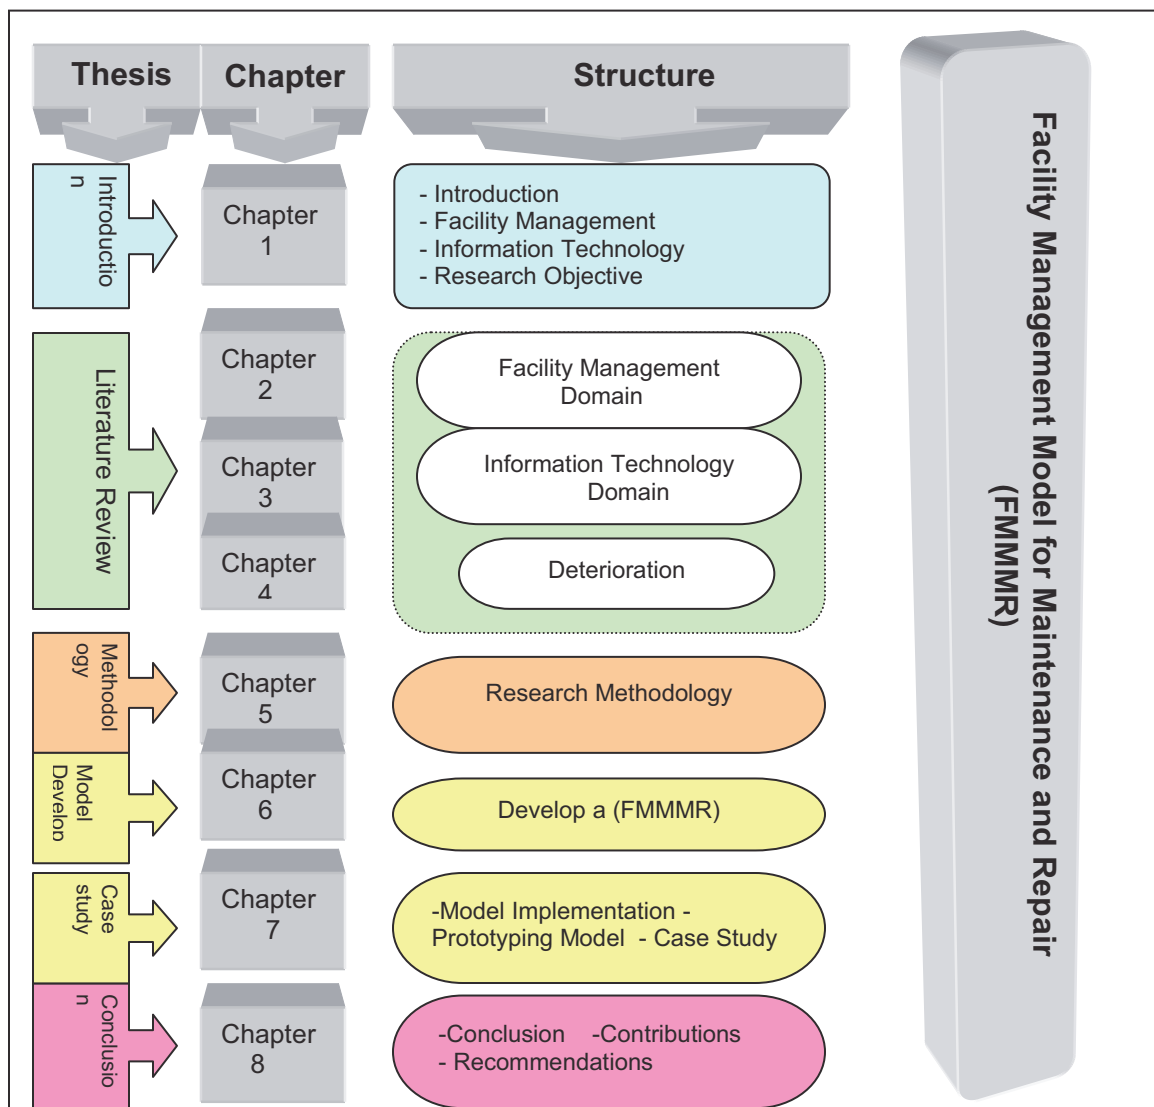 Thesis
Chapter
Structure
Introductio
n
Chapter
1
- Introduction
- Facility Management
- Information Technology
- Research Objective
Literature Review
Chapter
2
Facility Management
Domain
Chapter
3
Information Technology
Domain
Chapter
4
Deterioration
Methodol
ogy
Chapter
5
Research Methodology
Model
Develop
Chapter
6
Develop a (FMMMR)
Case
study
Chapter
7
-Model Implementation -
Prototyping Model - Case Study
Conclusio
n
Chapter
8
-Conclusion -Contributions
- Recommendations
Facility Management Model for Maintenance and Repair
(FMMMR)